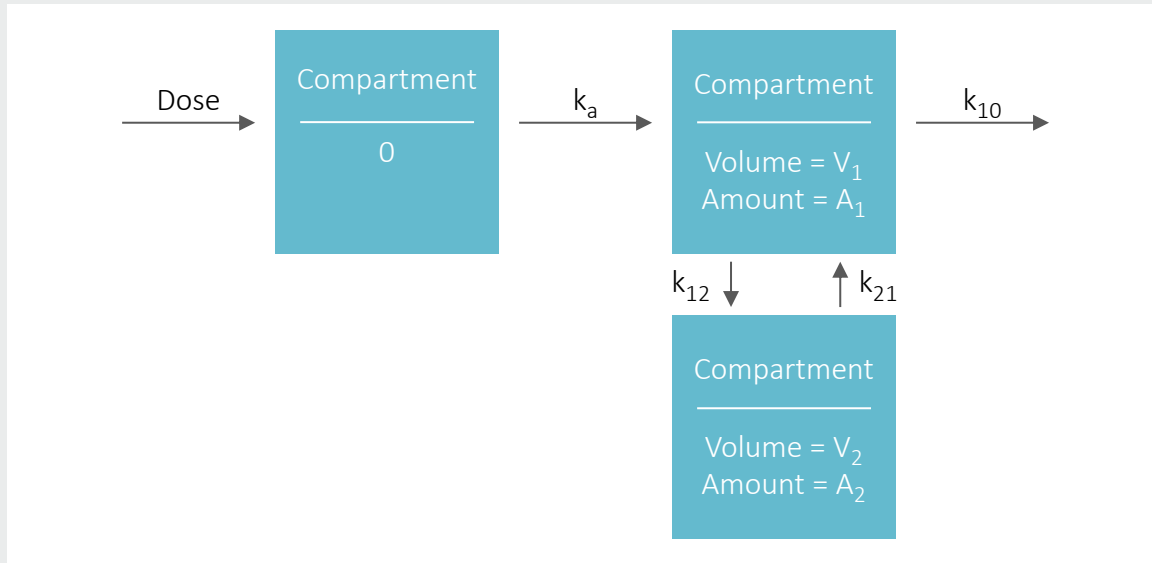 Dose
Compartment
0
kₐ
Compartment
Volume = V₁
Amount = A₁
k₁₀
k₁₂
k₂₁
Compartment
Volume = V₂
Amount = A₂